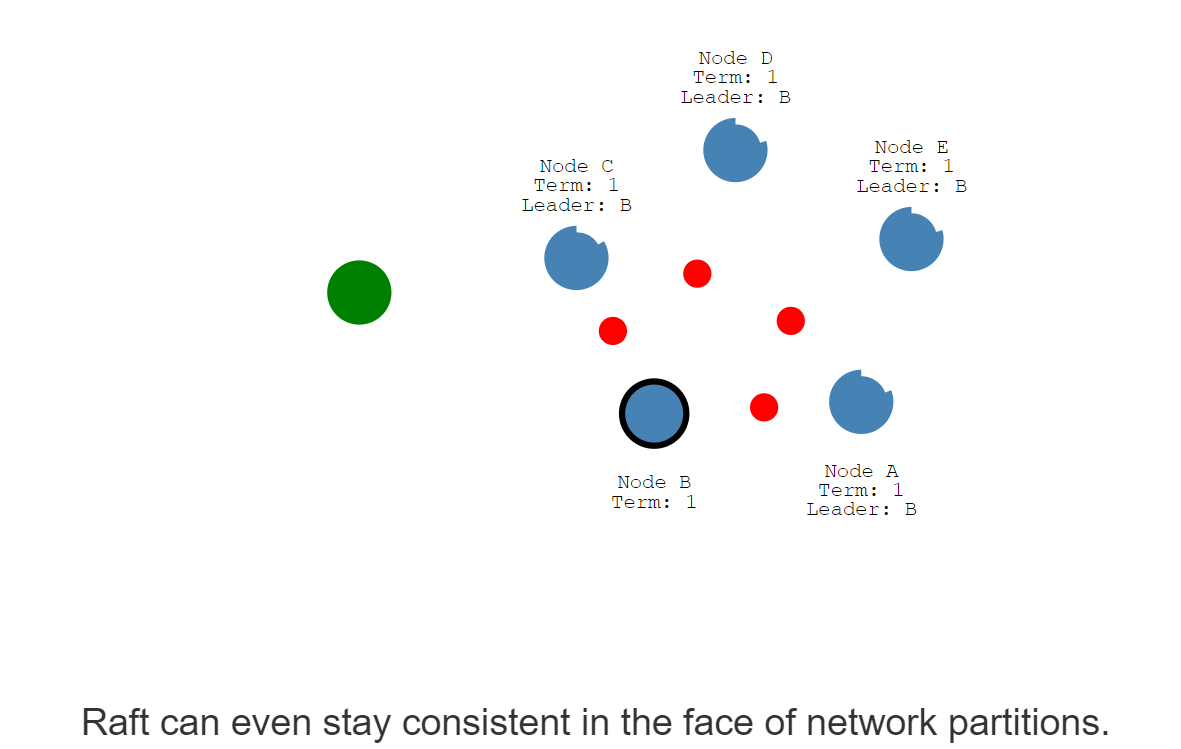 Node D
Term: 1
Leader: B
Node E
Term: 1
Leader: B
Node C
Term: 1
Leader: B
Node B
Term: 1
Node A
Term: 1
Leader: B
Raft can even stay consistent in the face of network partitions.